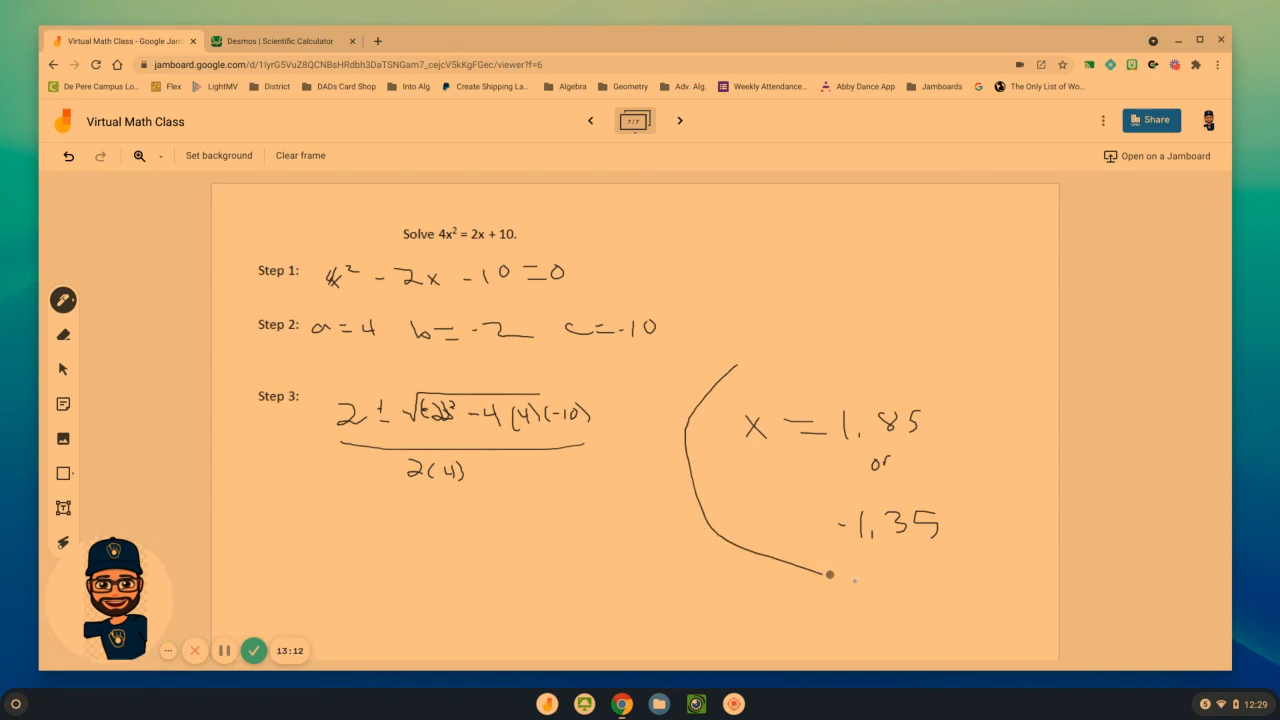 Virtual Math Class - Google Jam
Desmos | Scientific Calculator
jamboard.google.com/d/1IyrG5VuZ8QCNBsHRdbh3DaTSNGam7_cejcV5kKgFGec/viewer?f=6
De Pere Campus Lo... Flex LightMV District DADs Card Shop Into Alg Create Shipping La... Algebra Geometry Adv. Alg. Weekly Attendance... Abby Dance App Jamboards The Only List of Wo...
Virtual Math Class
7 / 7
Share
Set background
Clear frame
Open on a Jamboard
Solve 4x² = 2x + 10.
Step 1: 4x² - 2x - 10 = 0
Step 2: a = 4 b = -2 c = -10
Step 3: 2 ± √(-2)² - 4(4)(-10)
2(4)
x = 1.85
or
-1.35
13:12
5 12:29